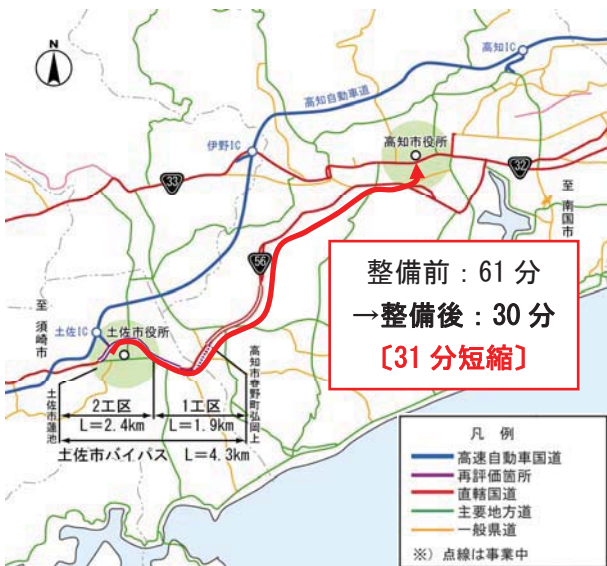 N
高知IC
高知自動車道
高知市役所
伊野IC
33
32
至 南国市
56
整備前：61 分
→整備後：30 分
〔31 分短縮〕
至 須崎市
土佐IC
土佐市役所
土佐市蓮池
高知市春野町弘岡上
2工区
1工区
L=2.4km
L=1.9km
土佐市バイパス L=4.3km
凡 例
高速自動車国道
再評価箇所
直轄国道
主要地方道
一般県道
※）点線は事業中